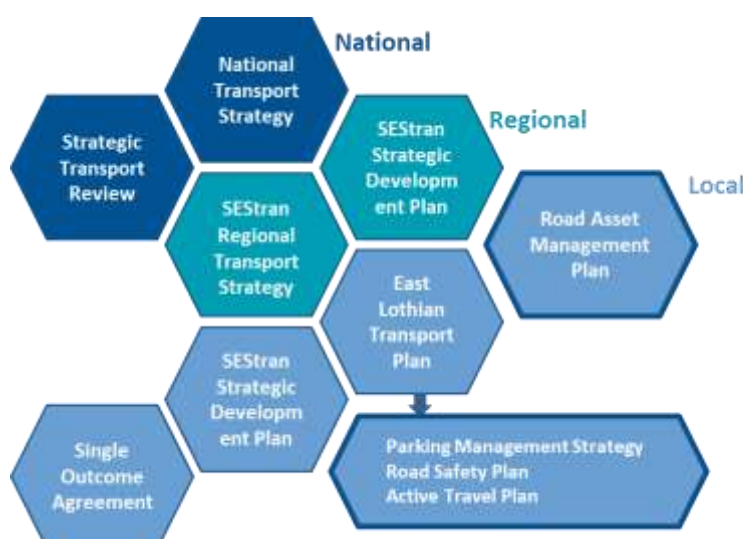 National
National
Transport
Strategy
Regional
SEStran
Strategic
Developm
ent Plan
Strategic
Transport
Review
Local
SEStran
Regional
Transport
Strategy
Road Asset
Management
Plan
East
Lothian
Transport
Plan
SEStran
Strategic
Developm
ent Plan
Single
Outcome
Agreement
Parking Management Strategy
Road Safety Plan
Active Travel Plan